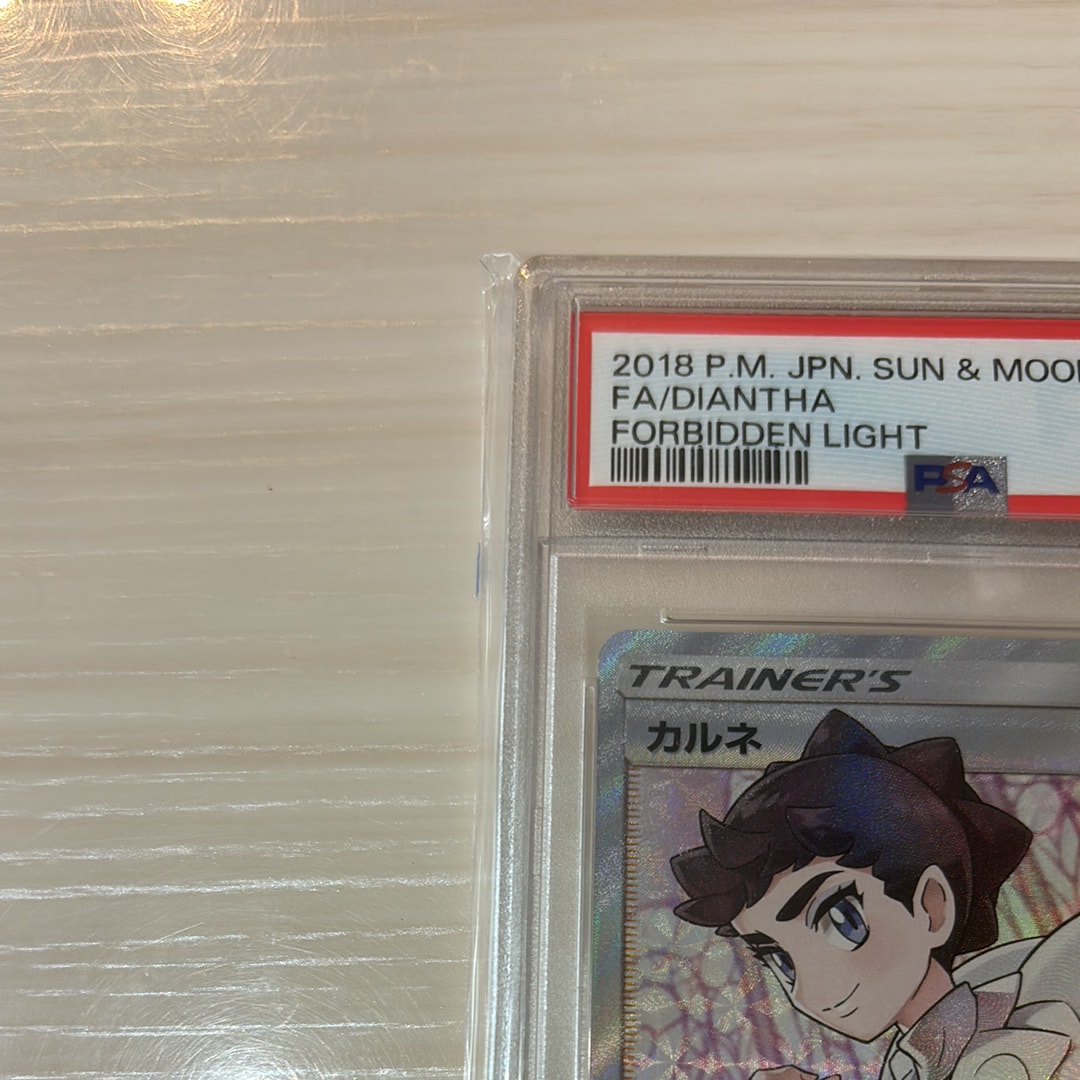 2018 P.M. JPN. SUN & MOO
FA/DIANTHA
FORBIDDEN LIGHT
PSA
TRAINER'S
カルネ